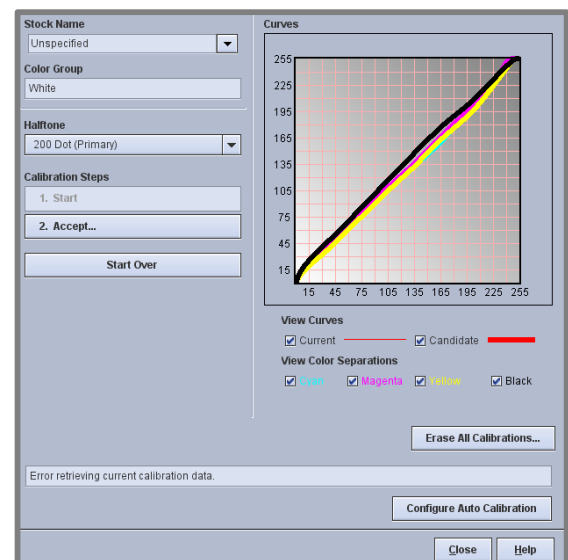 Stock Name
Unspecified
Color Group
White
Halftone
200 Dot (Primary)
Calibration Steps
1. Start
2. Accept...
Start Over
Curves
255
225
195
165
135
105
75
45
15
15 45 75 105 135 165 195 225 255
View Curves
Current Candidate
View Color Separations
Cyan Magenta Yellow Black
Erase All Calibrations...
Error retrieving current calibration data.
Configure Auto Calibration
Close Help